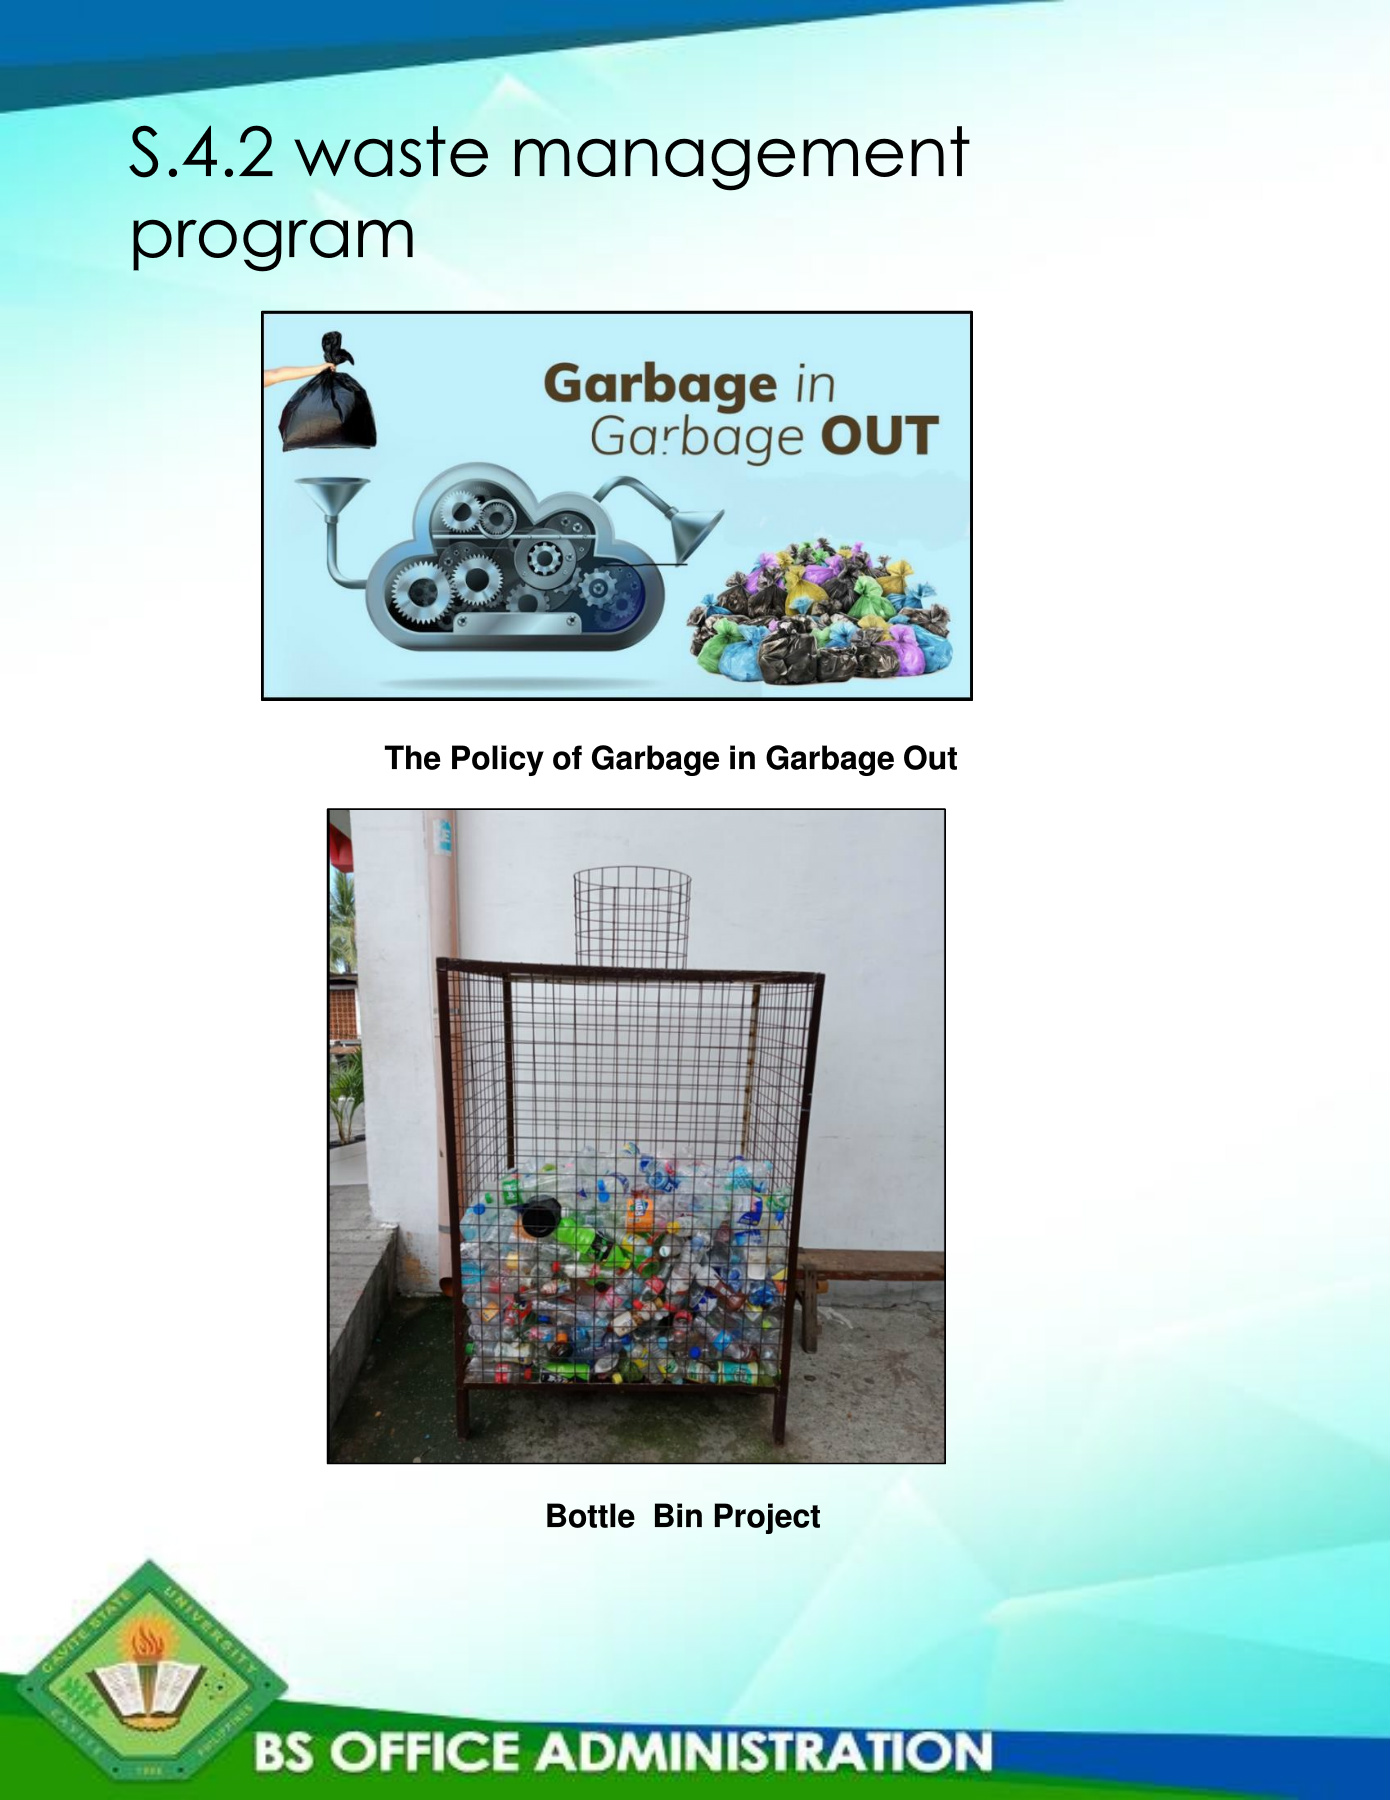 S.4.2 waste management
program
Garbage in
Garbage OUT
The Policy of Garbage in Garbage Out
Bottle  Bin Project
CAVITE STATE UNIVERSITY
CAVITE PHILIPPINES
BS OFFICE ADMINISTRATION